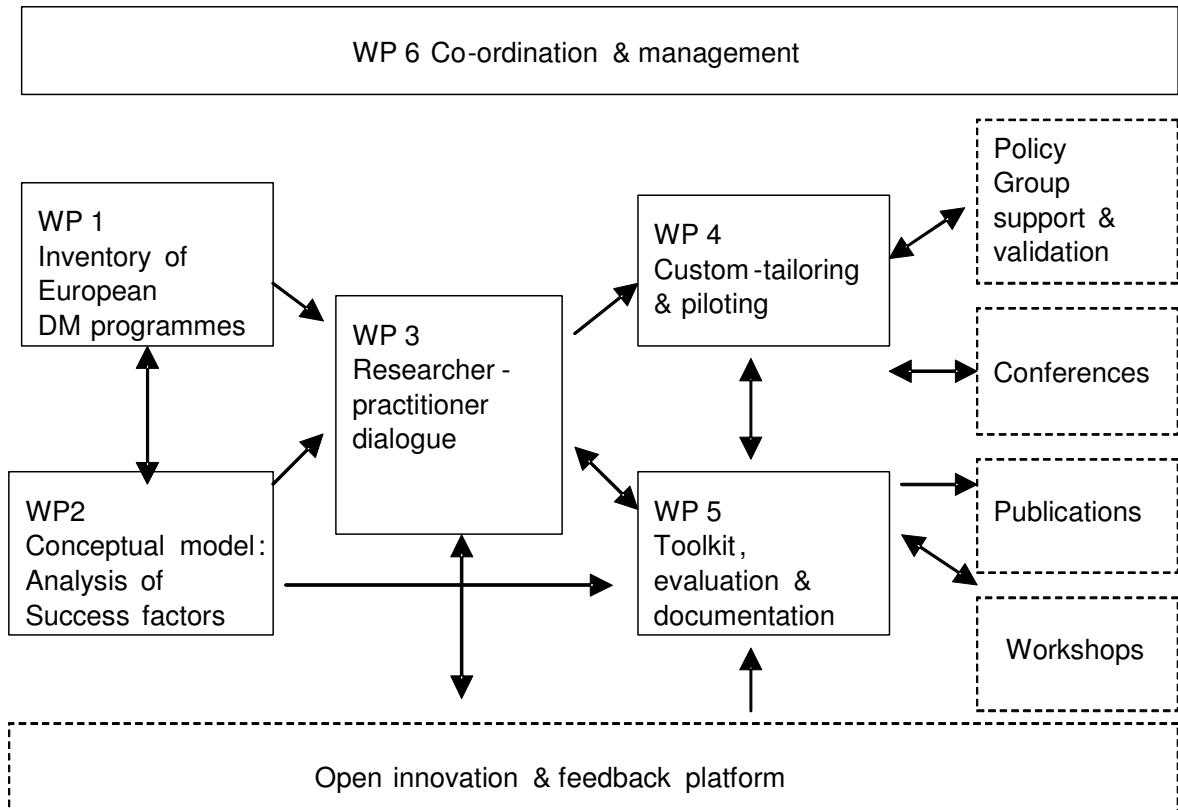 WP 6 Co-ordination & management
WP 1
Inventory of
European
DM programmes
WP2
Conceptual model:
Analysis of
Success factors
WP 3
Researcher -
practitioner
dialogue
WP 4
Custom-tailoring
& piloting
WP 5
Toolkit,
evaluation &
documentation
Policy
Group
support &
validation
Conferences
Publications
Workshops
Open innovation & feedback platform